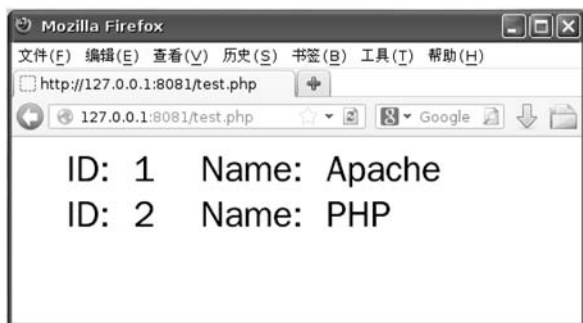 Mozilla Firefox
文件(F) 编辑(E) 查看(V) 历史(S) 书签(B) 工具(T) 帮助(H)
http://127.0.0.1:8081/test.php
127.0.0.1:8081/test.php Google
ID: 1 Name: Apache
ID: 2 Name: PHP